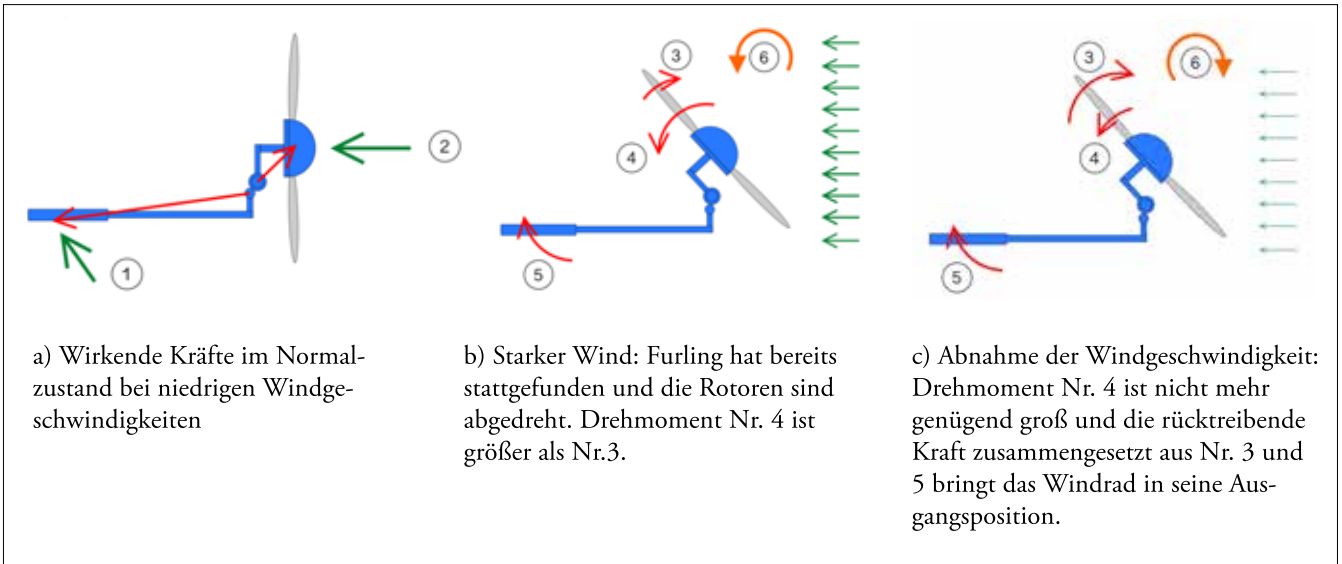 1
2
3
6
4
5
3
6
4
5
a) Wirkende Kräfte im Normal-
zustand bei niedrigen Windge-
schwindigkeiten
b) Starker Wind: Furling hat bereits
stattgefunden und die Rotoren sind
abgedreht. Drehmoment Nr. 4 ist
größer als Nr.3.
c) Abnahme der Windgeschwindigkeit:
Drehmoment Nr. 4 ist nicht mehr
genügend groß und die rücktreibende
Kraft zusammengesetzt aus Nr. 3 und
5 bringt das Windrad in seine Aus-
gangsposition.